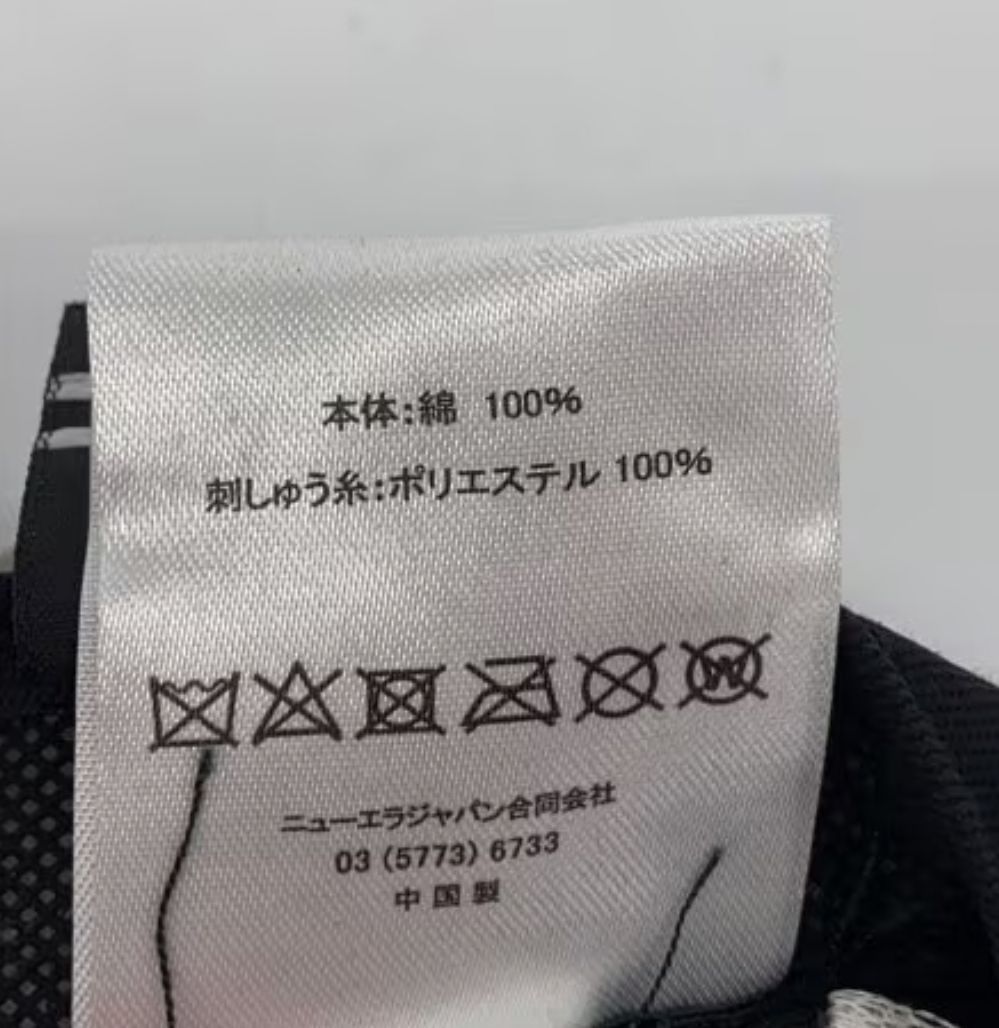 本体:綿 100%
刺しゅう糸:ポリエステル 100%
ニューエラジャパン合同会社
03 (5773) 6733
中国製